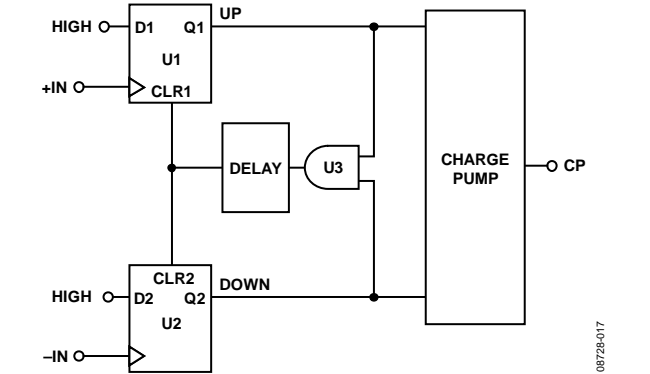 UP
HIGH
D1
Q1
U1
+IN
CLR1
DELAY
U3
CHARGE
PUMP
CP
CLR2
DOWN
HIGH
D2
Q2
U2
–IN
08728-017